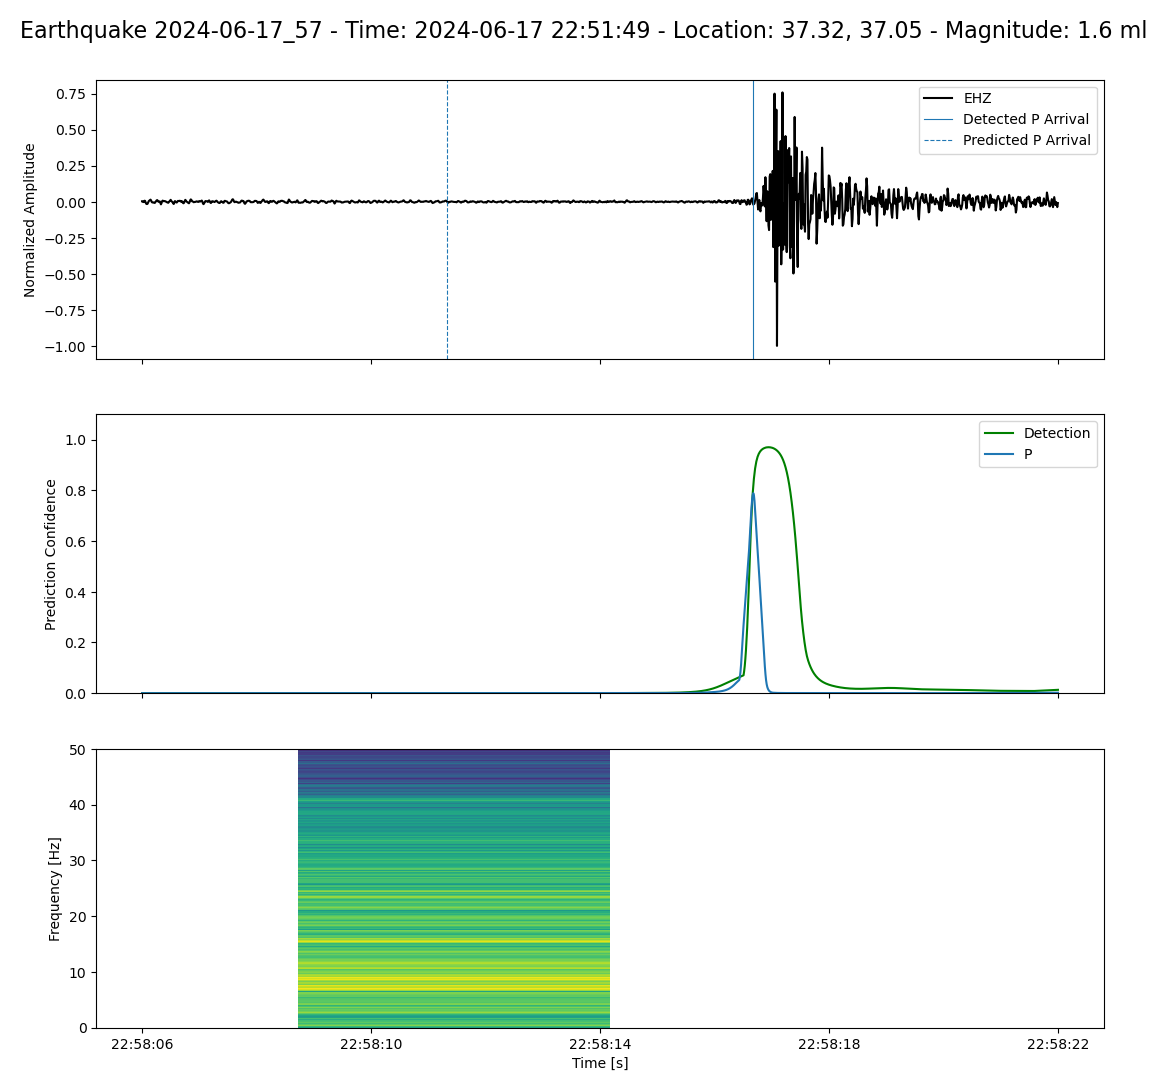 Earthquake 2024-06-17_57 - Time: 2024-06-17 22:51:49 - Location: 37.32, 37.05 - Magnitude: 1.6 ml
Normalized Amplitude
0.75
0.50
0.25
0.00
−0.25
−0.50
−0.75
−1.00
EHZ
Detected P Arrival
Predicted P Arrival
Prediction Confidence
1.0
0.8
0.6
0.4
0.2
0.0
Detection
P
Frequency [Hz]
50
40
30
20
10
0
22:58:06 22:58:10 22:58:14 22:58:18 22:58:22
Time [s]